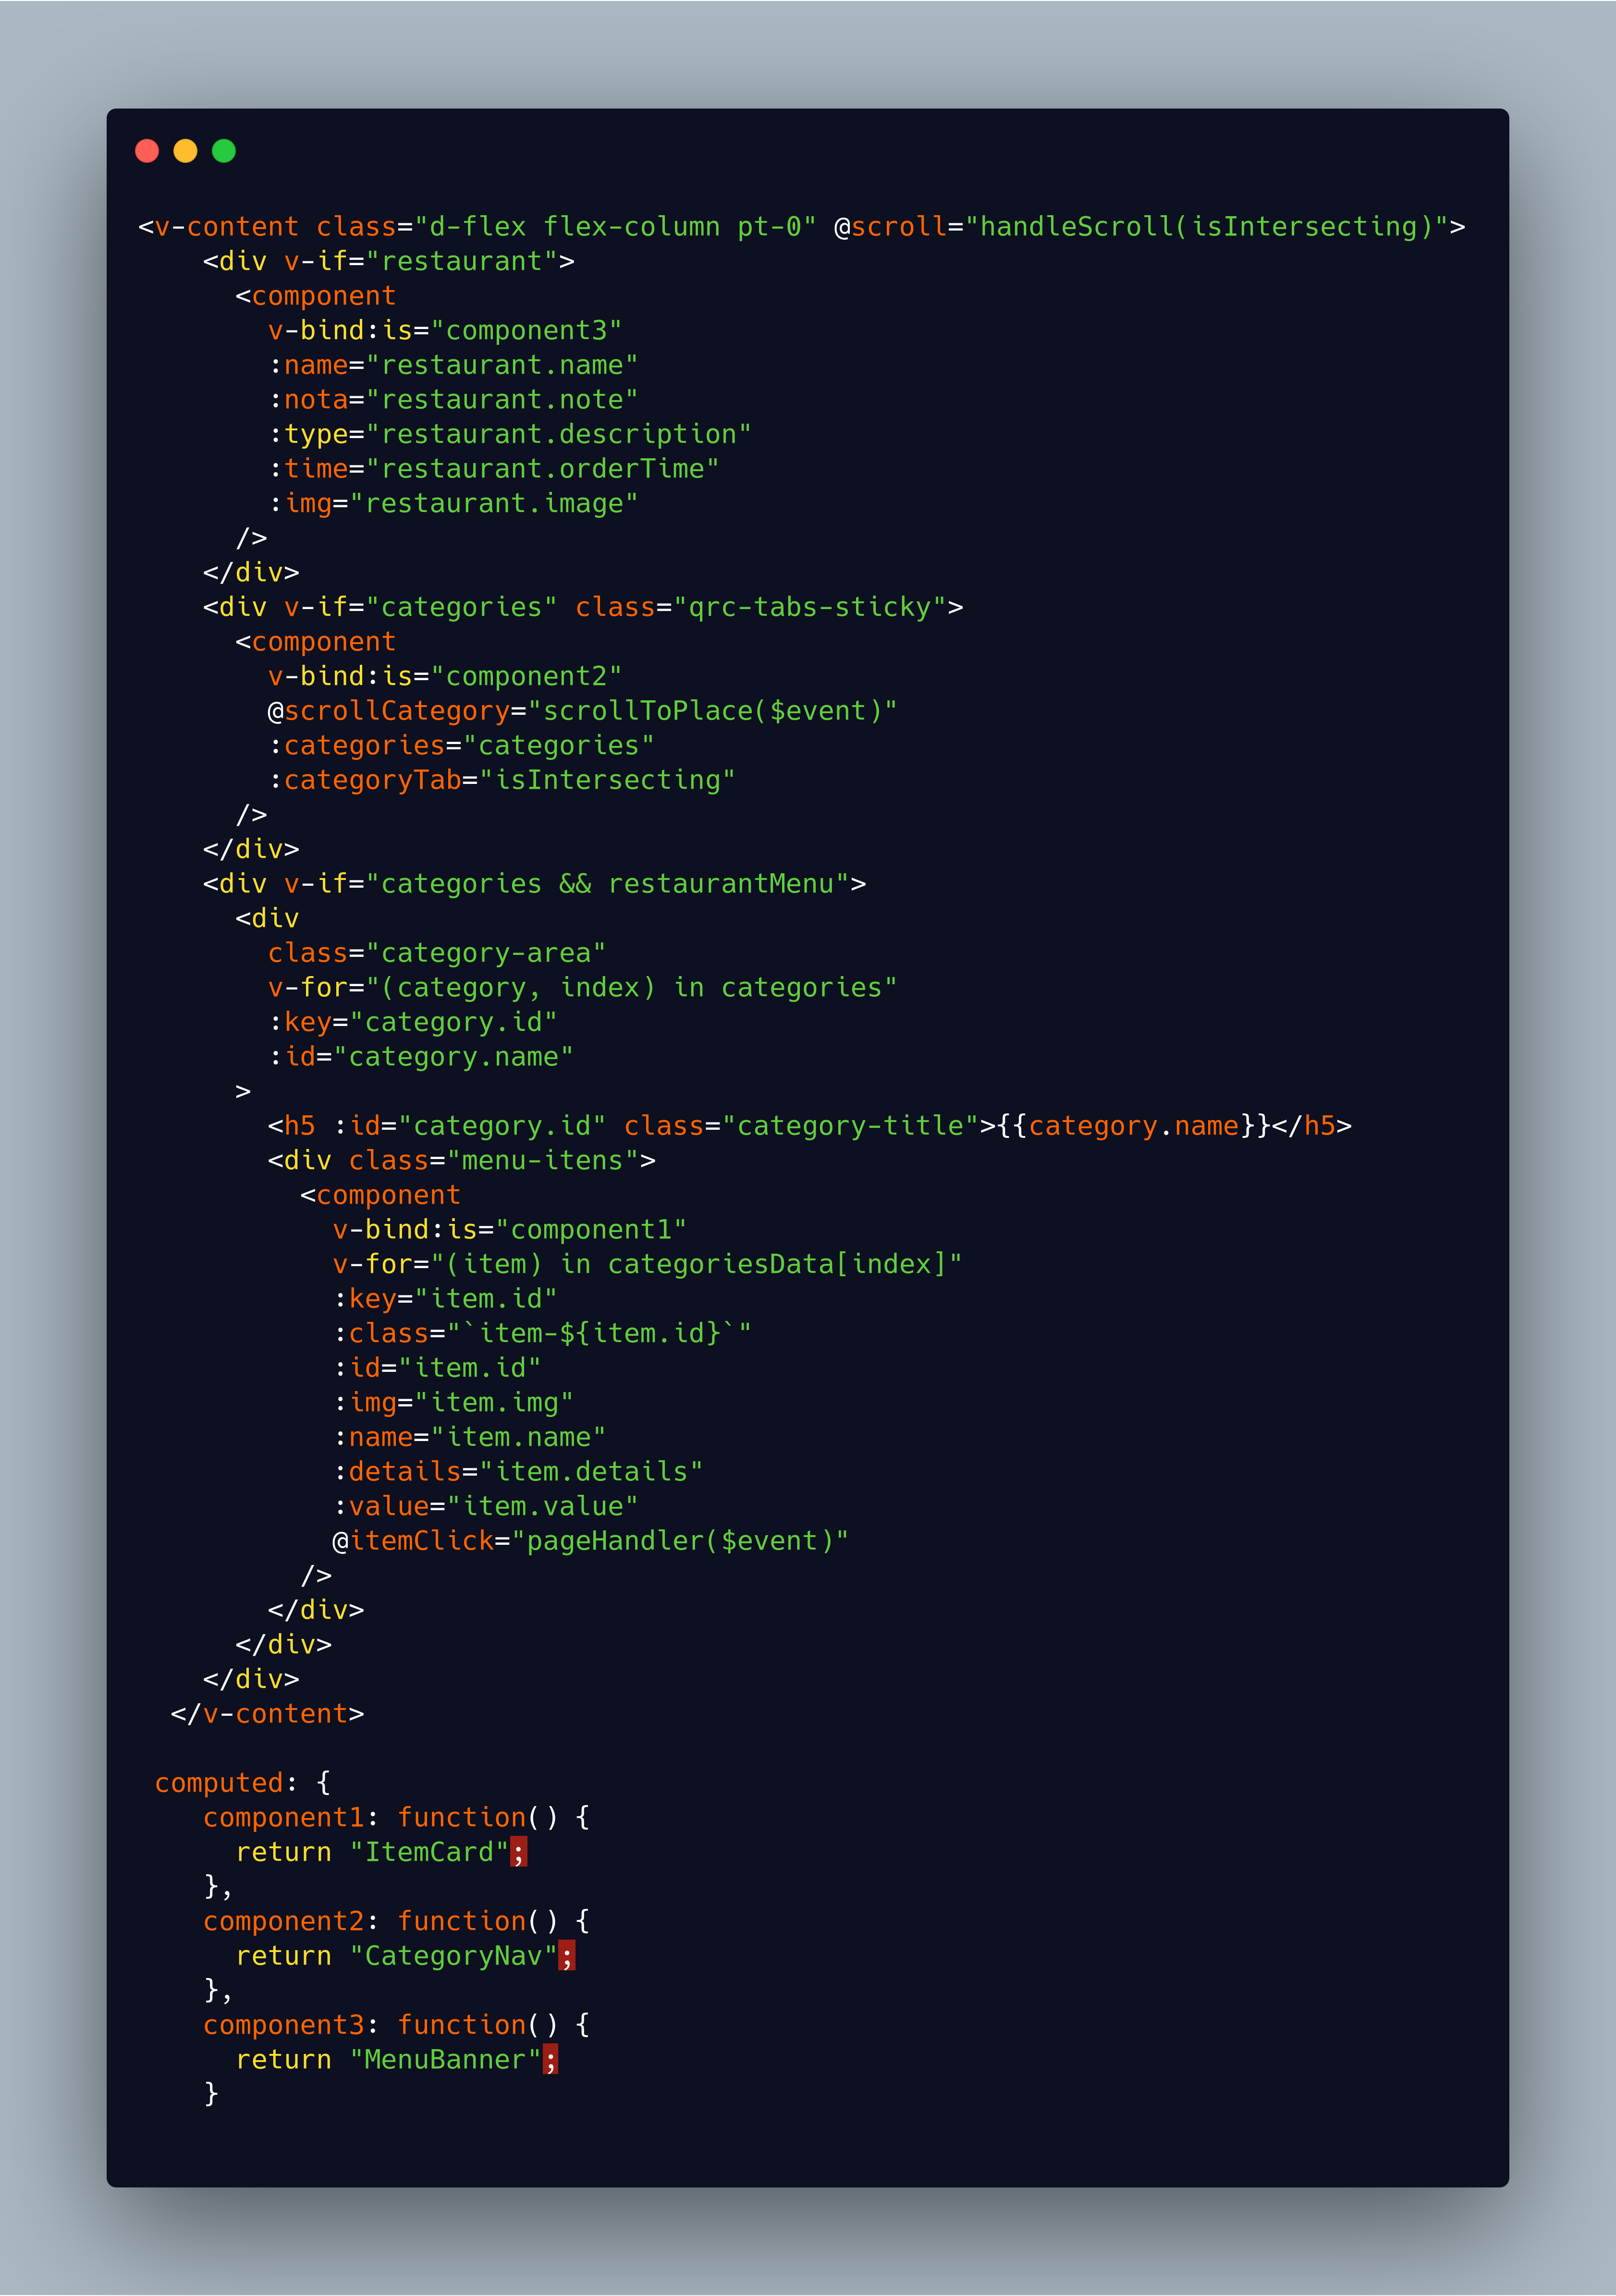 <v-content class="d-flex flex-column pt-0" @scroll="handleScroll(isIntersecting)">
    <div v-if="restaurant">
      <component
        v-bind:is="component3"
        :name="restaurant.name"
        :nota="restaurant.note"
        :type="restaurant.description"
        :time="restaurant.orderTime"
        :img="restaurant.image"
      />
    </div>
    <div v-if="categories" class="qrc-tabs-sticky">
      <component
        v-bind:is="component2"
        @scrollCategory="scrollToPlace($event)"
        :categories="categories"
        :categoryTab="isIntersecting"
      />
    </div>
    <div v-if="categories && restaurantMenu">
      <div
        class="category-area"
        v-for="(category, index) in categories"
        :key="category.id"
        :id="category.name"
      >
        <h5 :id="category.id" class="category-title">{{category.name}}</h5>
        <div class="menu-itens">
          <component
            v-bind:is="component1"
            v-for="(item) in categoriesData[index]"
            :key="item.id"
            :class="`item-${item.id}`"
            :id="item.id"
            :img="item.img"
            :name="item.name"
            :details="item.details"
            :value="item.value"
            @itemClick="pageHandler($event)"
          />
        </div>
      </div>
    </div>
  </v-content>

 computed: {
    component1: function() {
      return "ItemCard";
    },
    component2: function() {
      return "CategoryNav";
    },
    component3: function() {
      return "MenuBanner";
    }